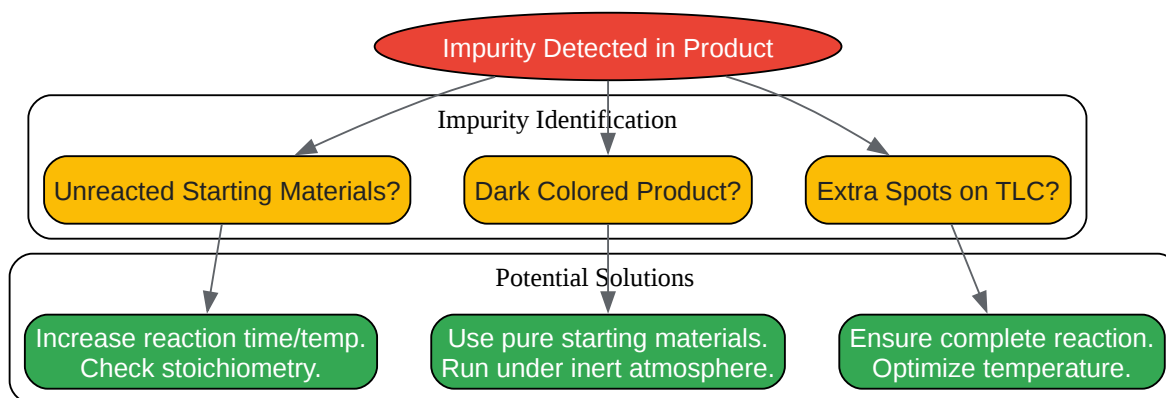 Impurity Detected in Product
Impurity Identification
Unreacted Starting Materials?
Dark Colored Product?
Extra Spots on TLC?
Potential Solutions
Increase reaction time/temp.
Check stoichiometry.
Use pure starting materials.
Run under inert atmosphere.
Ensure complete reaction.
Optimize temperature.